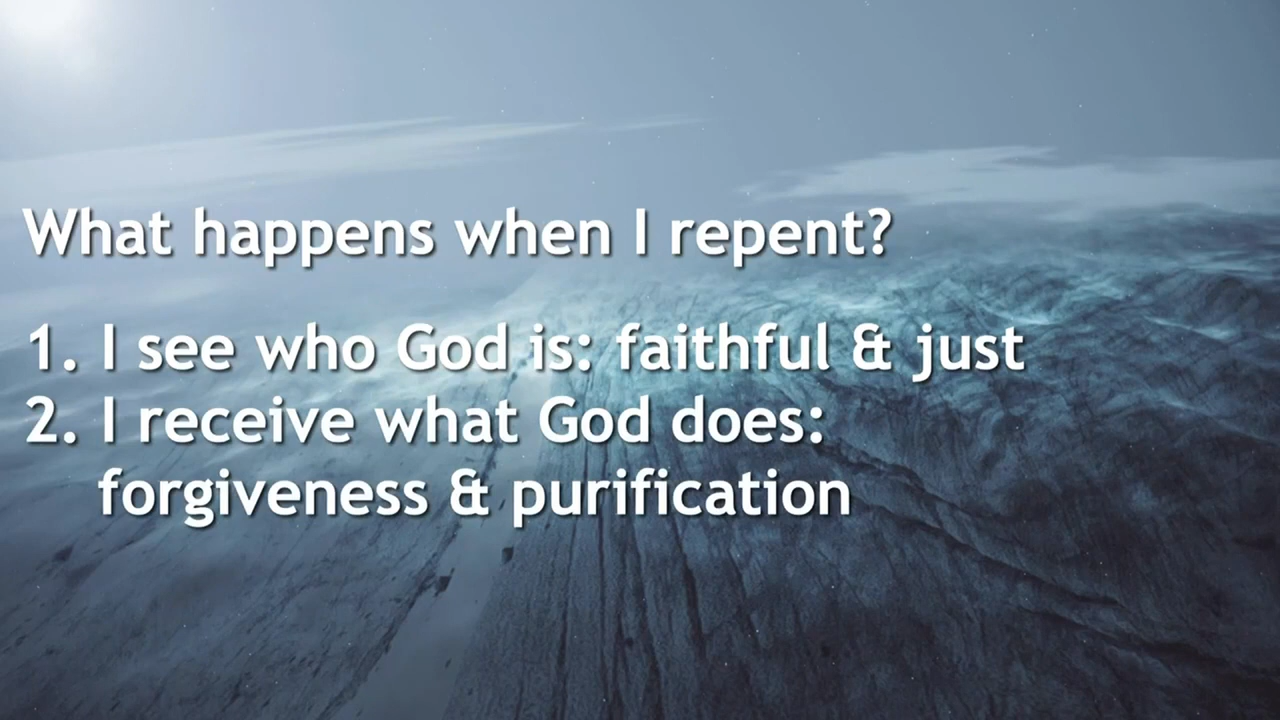 What happens when I repent?
1. I see who God is: faithful & just
2. I receive what God does:
forgiveness & purification